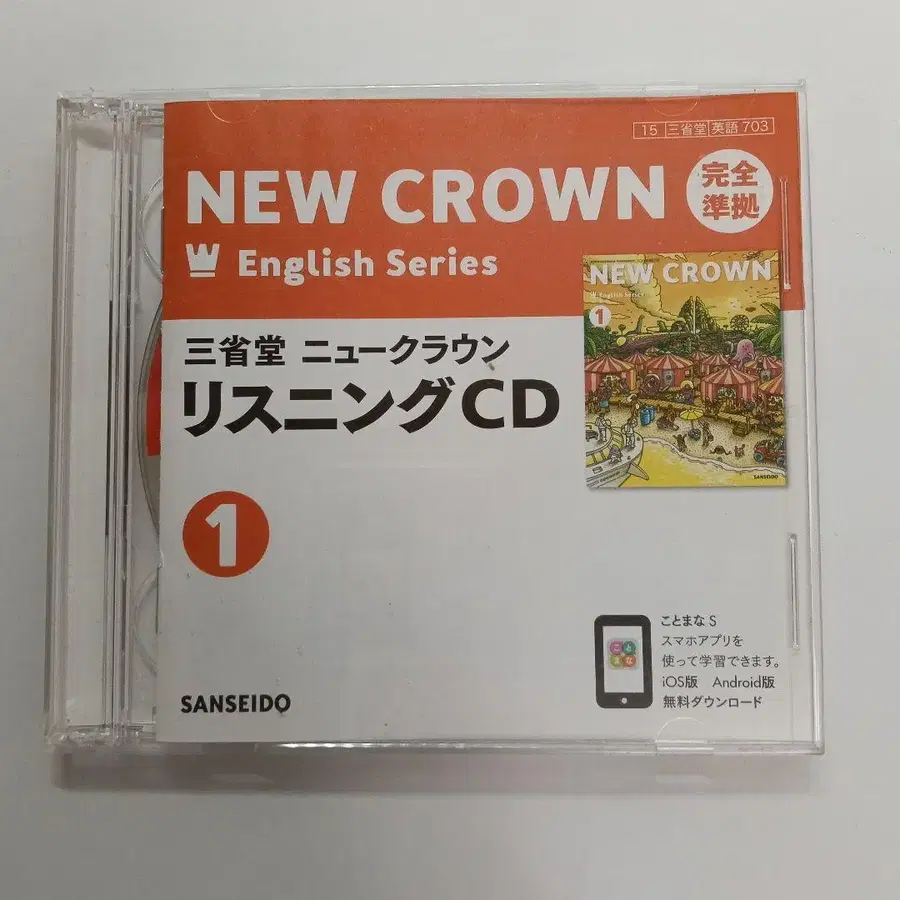 15 三省堂 英語 703
NEW CROWN
完全
準拠
English Series
NEW CROWN
English Series
1
三省堂 ニュークラウン
リスニングCD
SANSEIDO
1
ことまな S
スマホアプリを
使って学習できます。
iOS版 Android版
無料ダウンロード
こと
まな
SANSEIDO